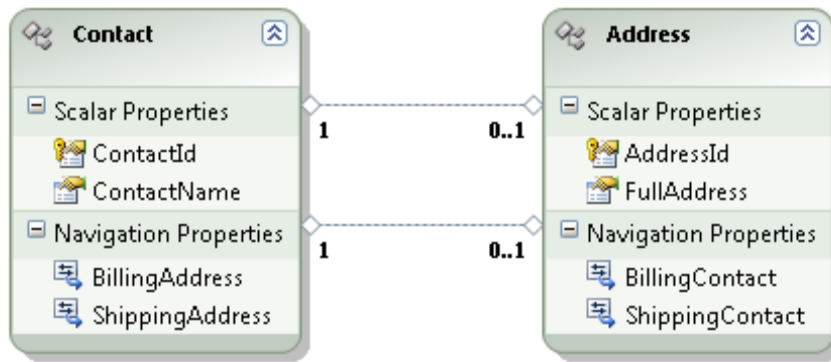 Contact
Scalar Properties
ContactId
ContactName
Navigation Properties
BillingAddress
ShippingAddress
1
0..1
1
0..1
Address
Scalar Properties
AddressId
FullAddress
Navigation Properties
BillingContact
ShippingContact